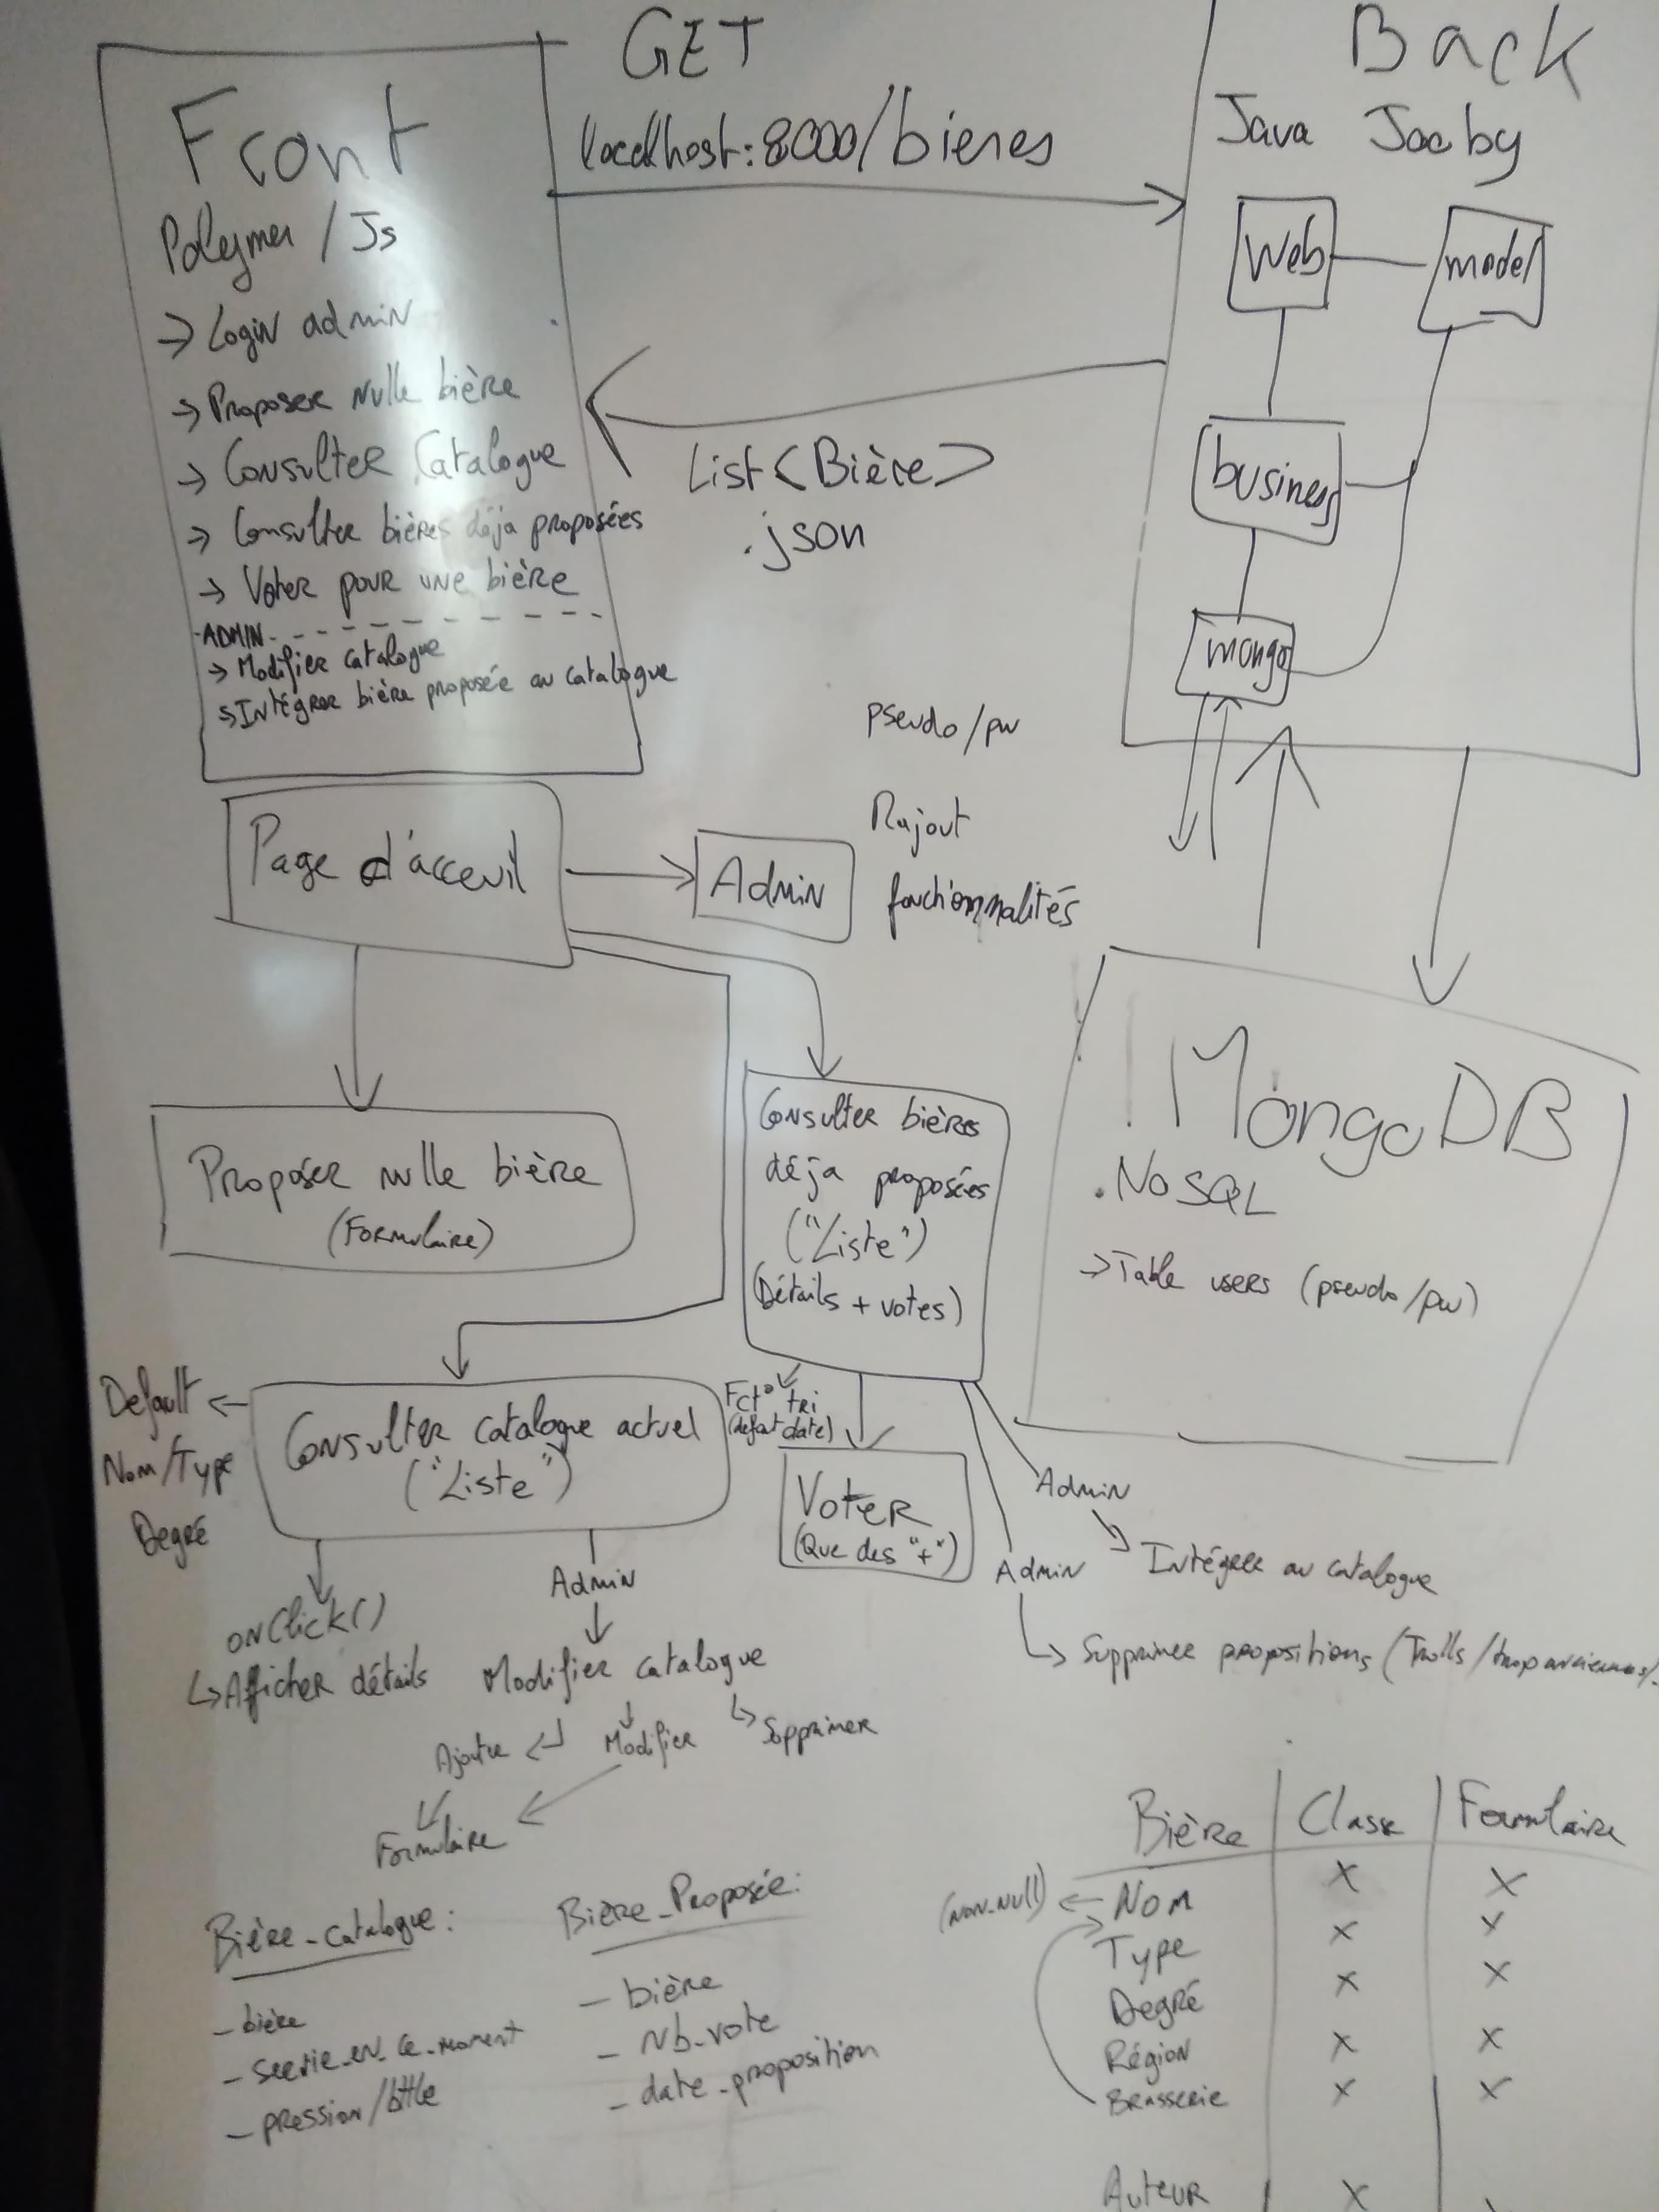 Front
Polymer / Js
→ Login admin
→ Proposer nvlle bière
→ Consulter Catalogue
→ Consulter bières déja proposées
→ Voter pour une bière
- ADMIN - - - - - - - -
→ Modifier catalogue
→ Intégrer bière proposée au catalogue
GET
localhost:8000/bieres
List<Bière>
.json
Back
Java Jooby
Web
model
business
mongo
pseudo/pw
Rajout
fonctionnalités
Page d'acceuil
Admin
Proposer nvlle bière
(Formulaire)
Consulter bières
déja proposées
("Liste")
(Détails + votes)
MongoDB
. NoSQL
→ Table users (pseudo/pw)
Default
Nom/Type
Degré
Consulter catalogue actuel
("Liste")
Fct° tri
(défaut date)
Voter
(Que des "+")
Admin
Intégrer au catalogue
Admin
Supprimer propositions (Trolls/trop anciennes/
onClick()
Afficher détails
Admin
Modifier catalogue
Ajouter
Modifier
Supprimer
Formulaire
Bière_catalogue:
- bière
- servie_en_ce_moment
- pression/btlle
Bière_Proposée:
- bière
- Nb_vote
- date_proposition
Bière | Classe | Formulaire
(non-null) ← Nom X X
Type X X
Degré X X
Région X X
Brasserie X X
Auteur X